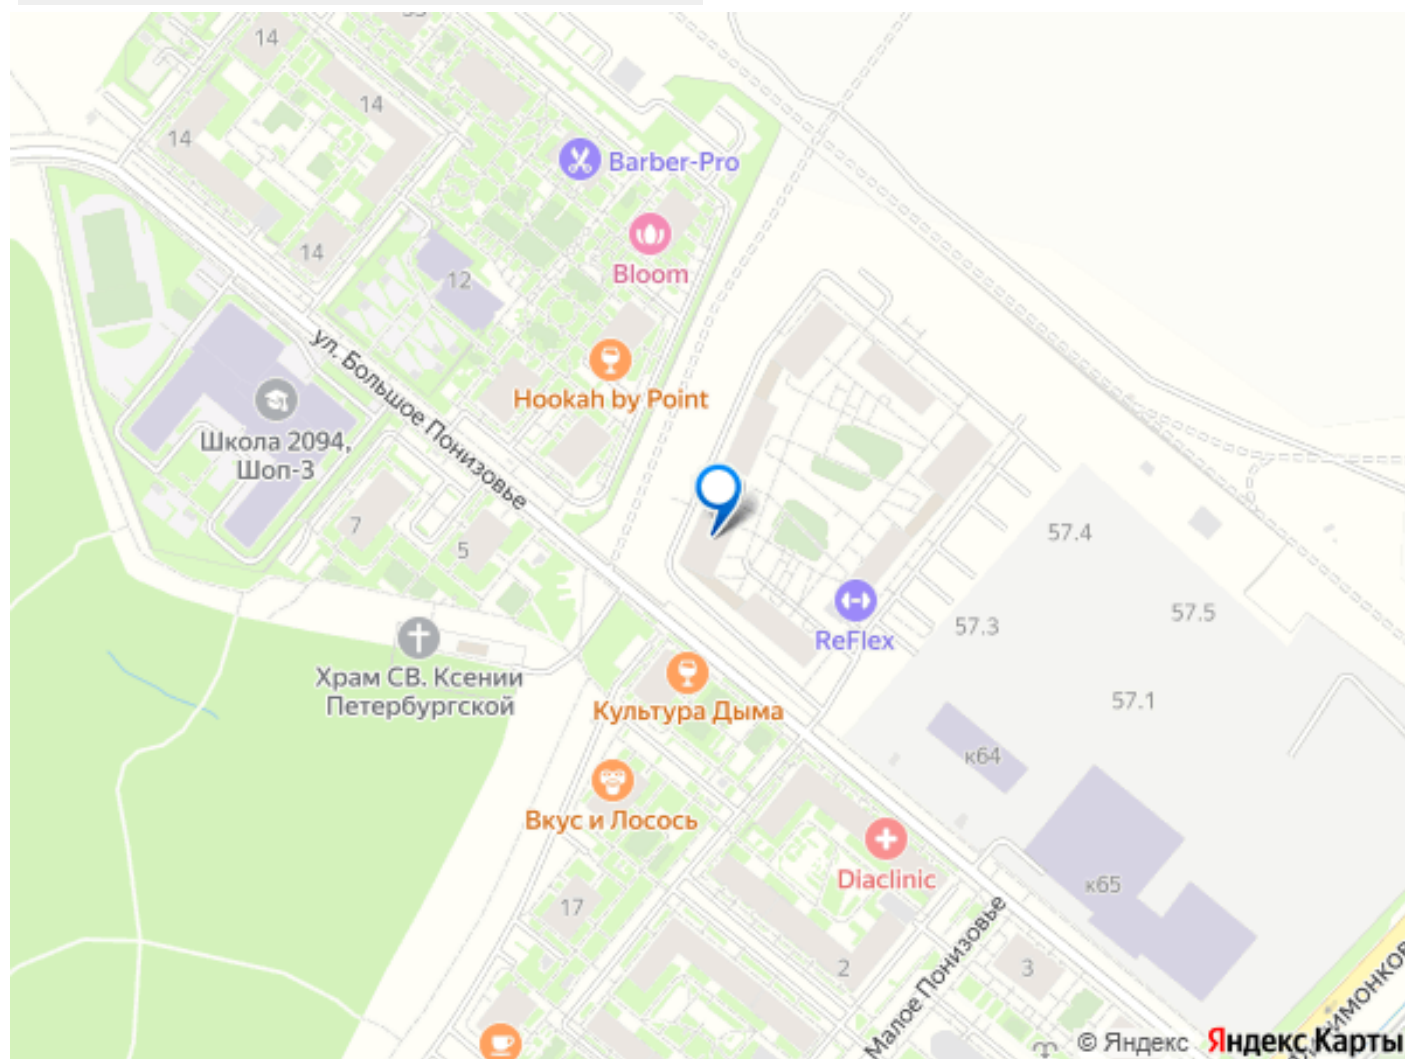 14
14
14
14
Barber-Pro
Bloom
12
Hookah by Point
ул. Большое Понизовье
Школа 2094,
Шоп-3
7
5
57.4
57.5
57.3
57.1
ReFlex
Храм СВ. Ксении
Петербургской
Культура Дыма
к64
Вкус и Лосось
Diaclinic
к65
17
2
3
Малое Понизовье
© Яндекс Яндекс Карты